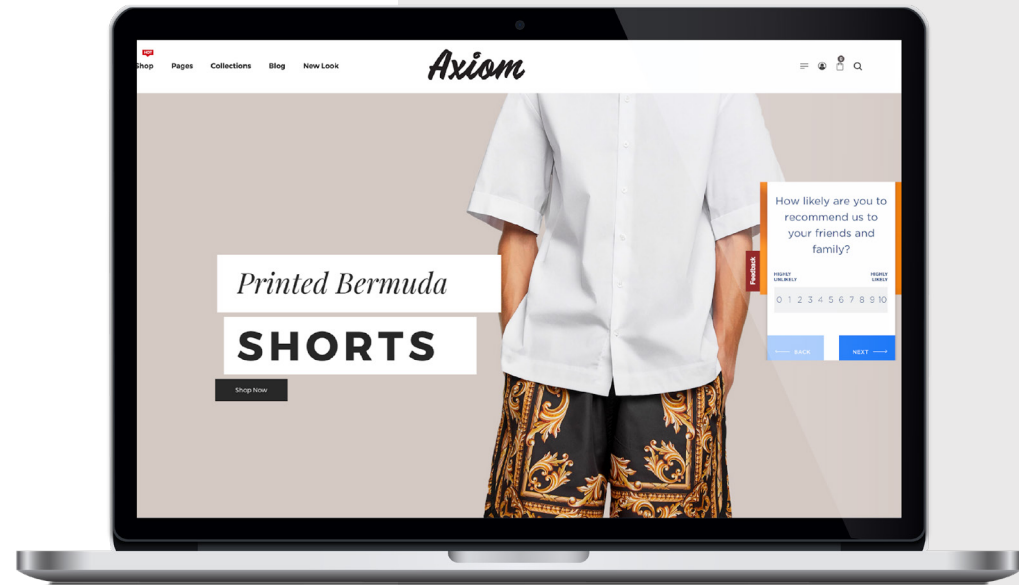 HOT
Shop
Pages
Collections
Blog
New Look
Axiom
0
Printed Bermuda
SHORTS
Shop Now
Feedback
How likely are you to
recommend us to
your friends and
family?
HIGHLY
UNLIKELY
HIGHLY
LIKELY
0 1 2 3 4 5 6 7 8 9 10
BACK
NEXT